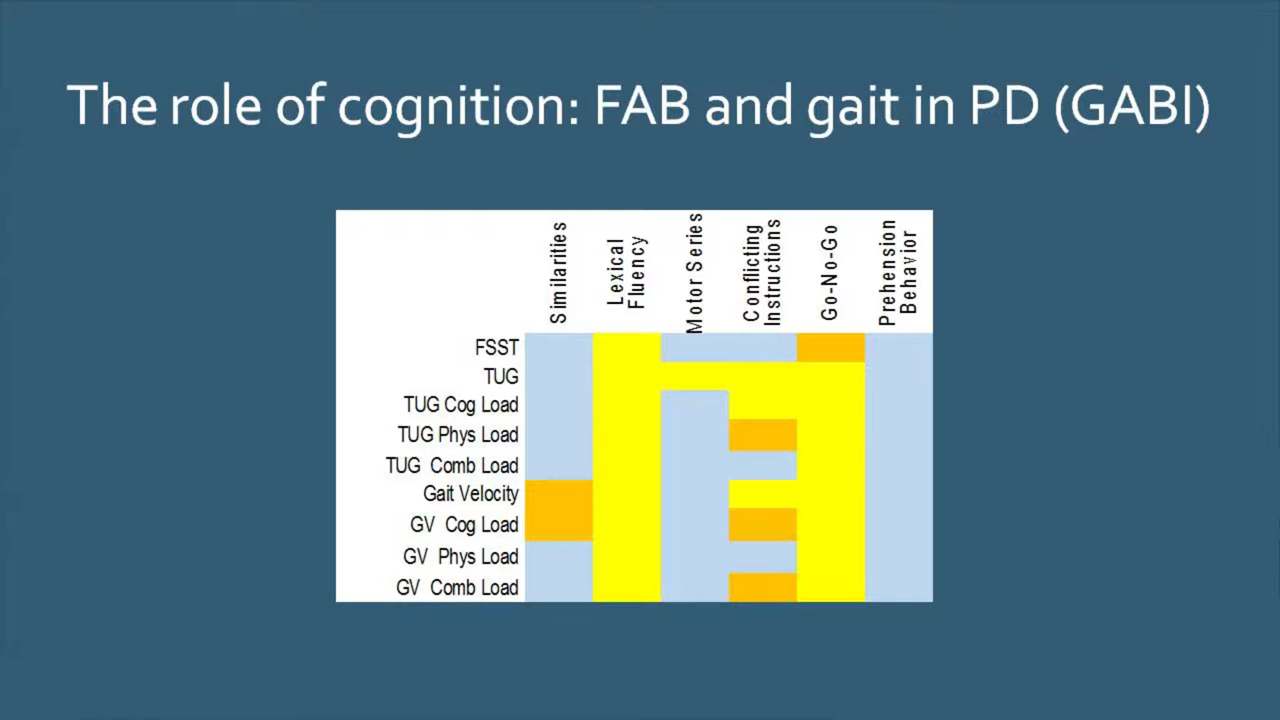 The role of cognition: FAB and gait in PD (GABI)
Similarities
Lexical
Fluency
Motor Series
Conflicting
Instructions
Go-No-Go
Prehension
Behavior
FSST
TUG
TUG Cog Load
TUG Phys Load
TUG Comb Load
Gait Velocity
GV Cog Load
GV Phys Load
GV Comb Load